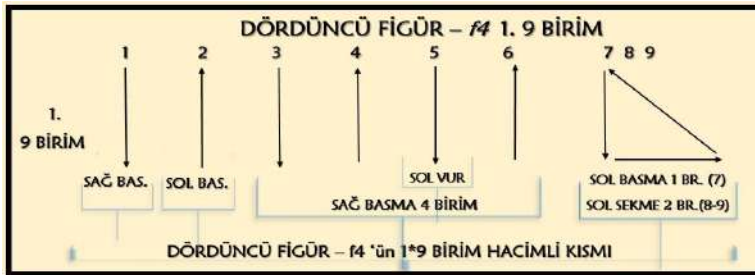 DÖRDÜNCÜ FİGÜR – f4 1. 9 BİRİM
1 2 3 4 5 6 7 8 9
1.
9 BİRİM
SAĞ BAS. SOL BAS. SOL VUR SOL BASMA 1 BR. (7)
SAĞ BASMA 4 BİRİM SOL SEKME 2 BR.(8-9)
DÖRDÜNCÜ FİGÜR – f4 ‘ün 1*9 BİRİM HACİMLİ KISMI